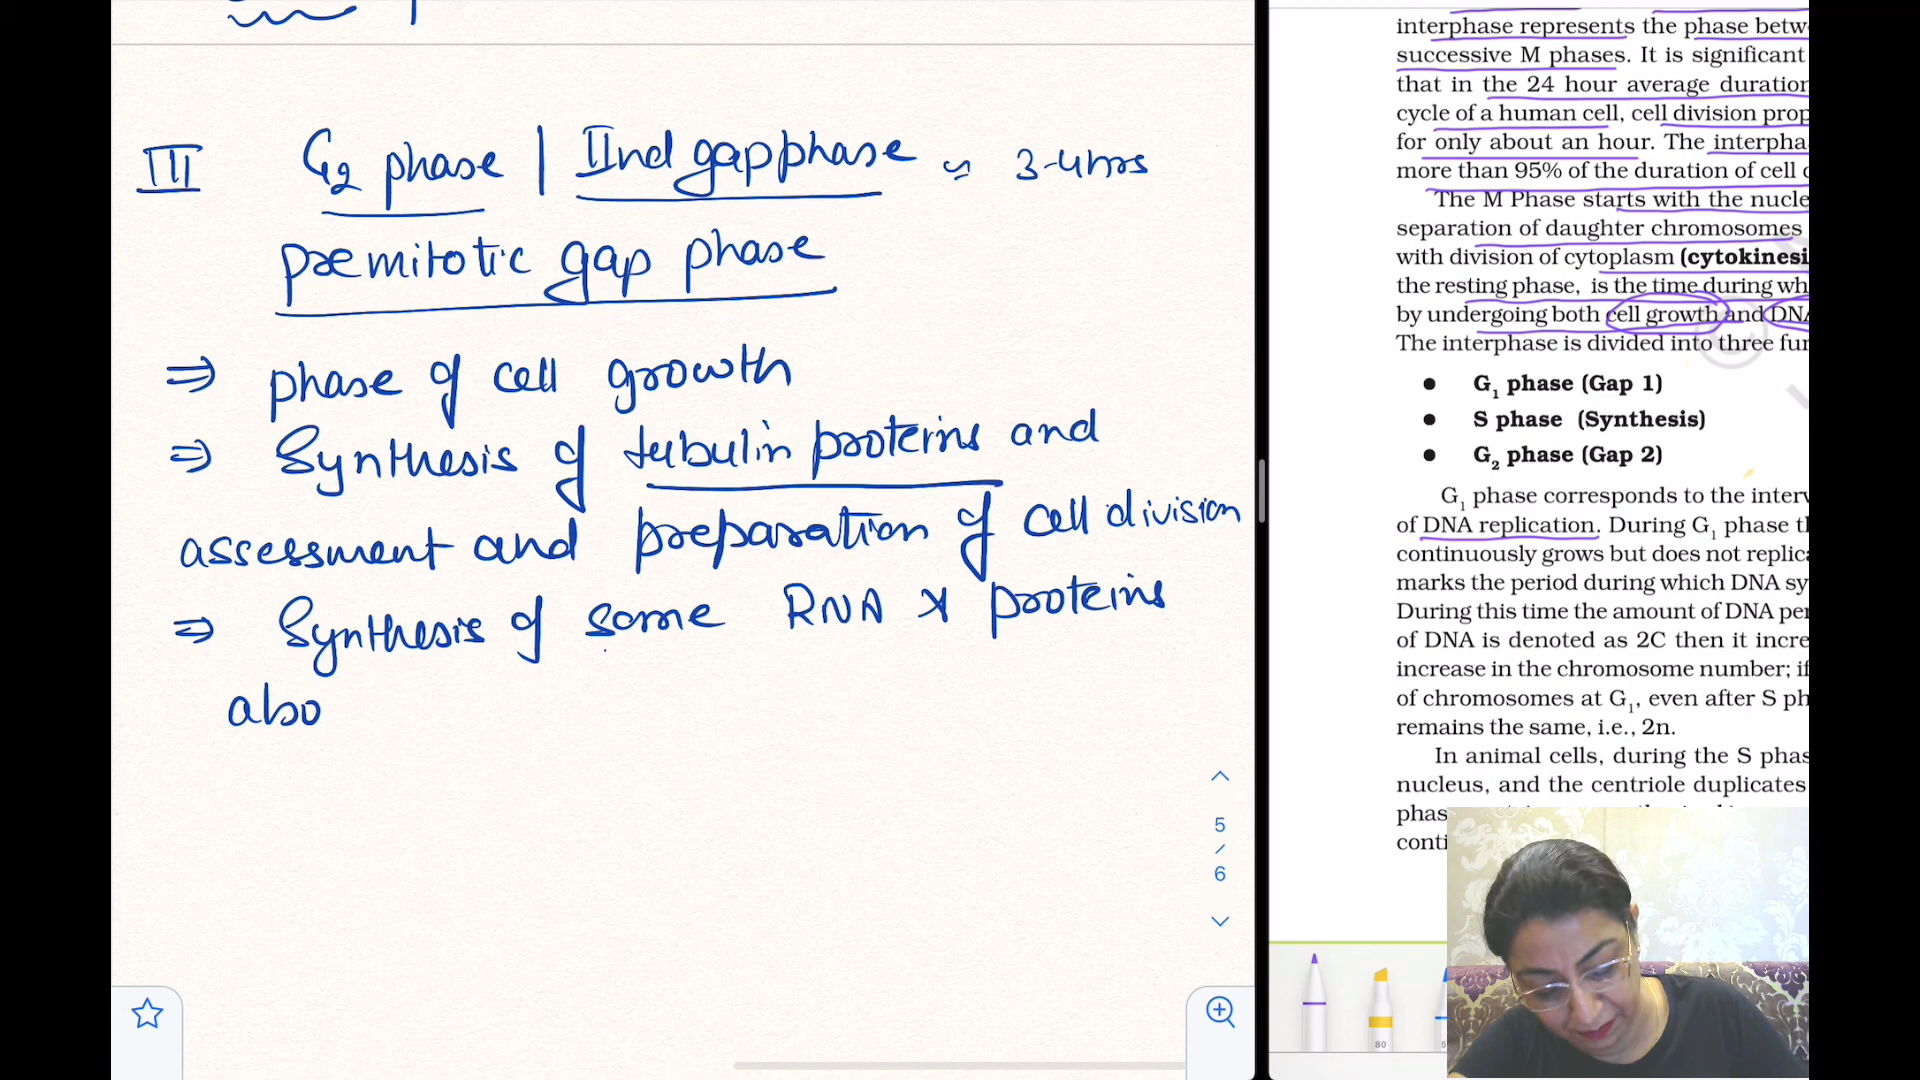 III G2 phase | IInd gap phase ≃ 3-4hrs
premitotic gap phase
⇒ phase of cell growth
⇒ Synthesis of tubulin proteins and
assessment and preparation of cell division
⇒ Synthesis of some RNA & proteins
also
5
/
6
interphase represents the phase betw
successive M phases. It is significant
that in the 24 hour average duration
cycle of a human cell, cell division prop
for only about an hour. The interpha
more than 95% of the duration of cell
The M Phase starts with the nucle
separation of daughter chromosomes
with division of cytoplasm (cytokinesi
the resting phase, is the time during wh
by undergoing both cell growth and DNA
The interphase is divided into three fun
● G1 phase (Gap 1)
● S phase (Synthesis)
● G2 phase (Gap 2)
G1 phase corresponds to the interv
of DNA replication. During G1 phase t
continuously grows but does not replica
marks the period during which DNA sy
During this time the amount of DNA per
of DNA is denoted as 2C then it incre
increase in the chromosome number; if
of chromosomes at G1, even after S ph
remains the same, i.e., 2n.
In animal cells, during the S phas
nucleus, and the centriole duplicates
phas
conti
80
5